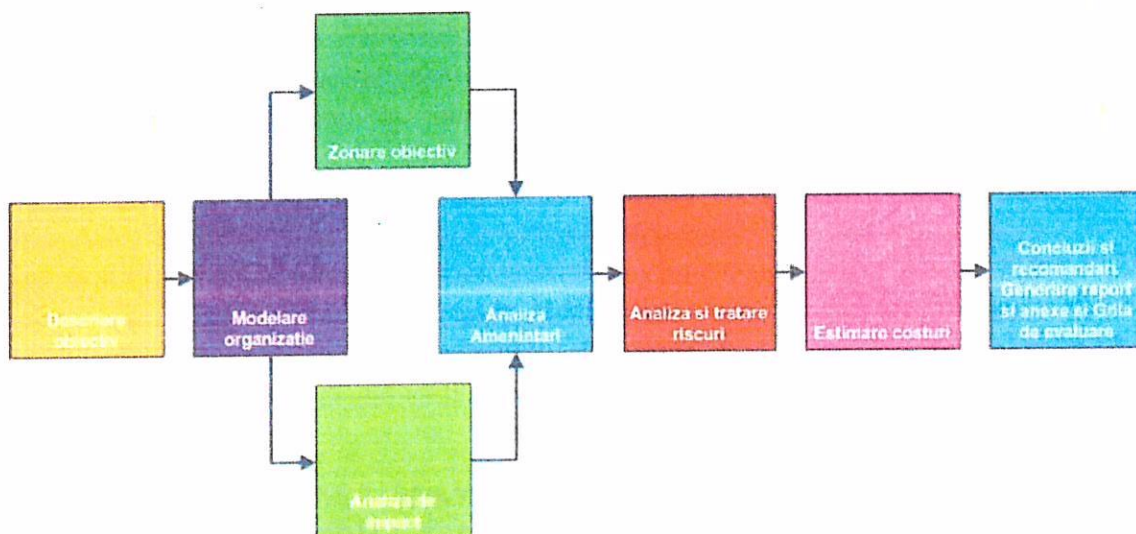 Zonare obiectiv
Descriere
obiectiv
Modelare
organizatie
Analiza
Amenintari
Analiza si tratare
riscuri
Estimare costuri
Concluzii si
recomandari.
Generare raport
si anexe si Grila
de evaluare
Analiza de
impact